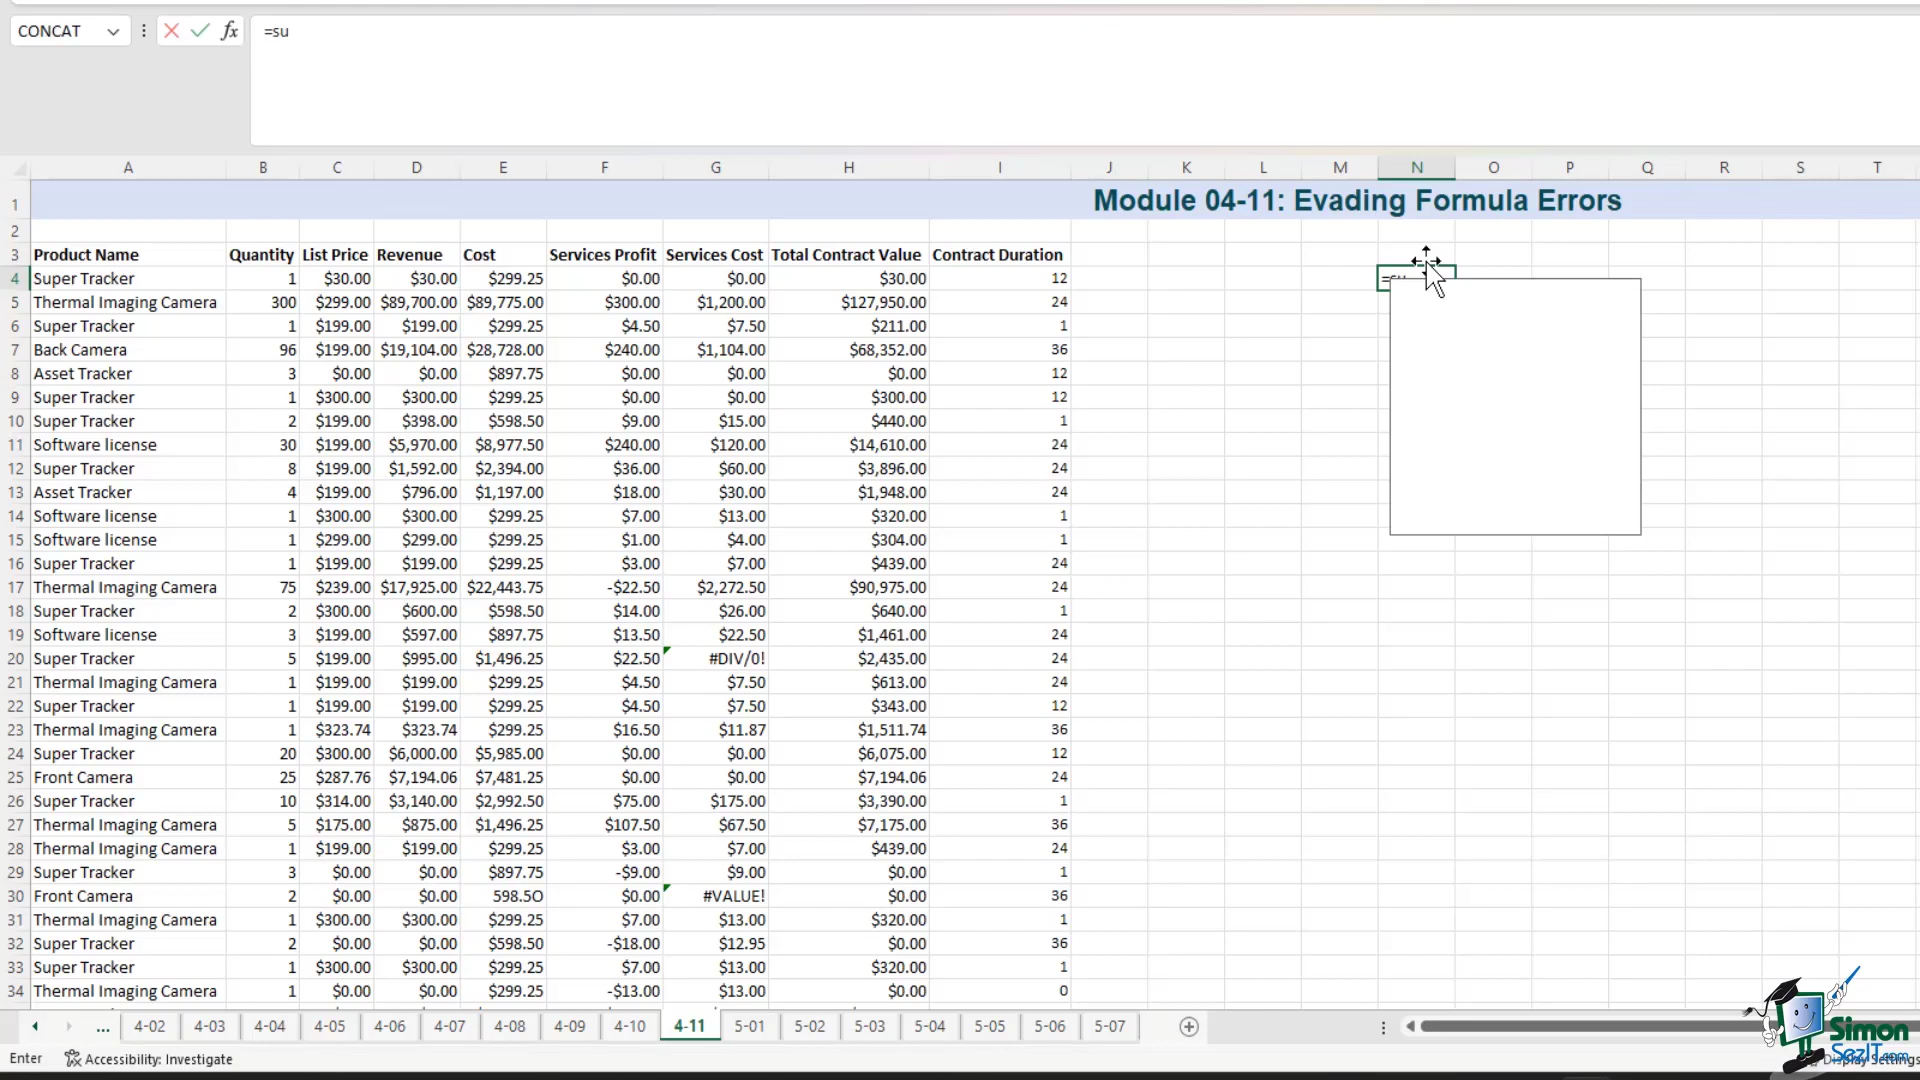 CONCAT fx =su
A B C D E F G H I J K L M N O P Q R S T
1 Module 04-11: Evading Formula Errors
2
3 Product Name Quantity List Price Revenue Cost Services Profit Services Cost Total Contract Value Contract Duration
4 Super Tracker 1 $30.00 $30.00 $299.25 $0.00 $0.00 $30.00 12
5 Thermal Imaging Camera 300 $299.00 $89,700.00 $89,775.00 $300.00 $1,200.00 $127,950.00 24
6 Super Tracker 1 $199.00 $199.00 $299.25 $4.50 $7.50 $211.00 1
7 Back Camera 96 $199.00 $19,104.00 $28,728.00 $240.00 $1,104.00 $68,352.00 36
8 Asset Tracker 3 $0.00 $0.00 $897.75 $0.00 $0.00 $0.00 12
9 Super Tracker 1 $300.00 $300.00 $299.25 $0.00 $0.00 $300.00 12
10 Super Tracker 2 $199.00 $398.00 $598.50 $9.00 $15.00 $440.00 1
11 Software license 30 $199.00 $5,970.00 $8,977.50 $240.00 $120.00 $14,610.00 24
12 Super Tracker 8 $199.00 $1,592.00 $2,394.00 $36.00 $60.00 $3,896.00 24
13 Asset Tracker 4 $199.00 $796.00 $1,197.00 $18.00 $30.00 $1,948.00 24
14 Software license 1 $300.00 $300.00 $299.25 $7.00 $13.00 $320.00 1
15 Software license 1 $299.00 $299.00 $299.25 $1.00 $4.00 $304.00 1
16 Super Tracker 1 $199.00 $199.00 $299.25 $3.00 $7.00 $439.00 24
17 Thermal Imaging Camera 75 $239.00 $17,925.00 $22,443.75 -$22.50 $2,272.50 $90,975.00 24
18 Super Tracker 2 $300.00 $600.00 $598.50 $14.00 $26.00 $640.00 1
19 Software license 3 $199.00 $597.00 $897.75 $13.50 $22.50 $1,461.00 24
20 Super Tracker 5 $199.00 $995.00 $1,496.25 $22.50 #DIV/0! $2,435.00 24
21 Thermal Imaging Camera 1 $199.00 $199.00 $299.25 $4.50 $7.50 $613.00 24
22 Super Tracker 1 $199.00 $199.00 $299.25 $4.50 $7.50 $343.00 12
23 Thermal Imaging Camera 1 $323.74 $323.74 $299.25 $16.50 $11.87 $1,511.74 36
24 Super Tracker 20 $300.00 $6,000.00 $5,985.00 $0.00 $0.00 $6,075.00 12
25 Front Camera 25 $287.76 $7,194.06 $7,481.25 $0.00 $0.00 $7,194.06 24
26 Super Tracker 10 $314.00 $3,140.00 $2,992.50 $75.00 $175.00 $3,390.00 1
27 Thermal Imaging Camera 5 $175.00 $875.00 $1,496.25 $107.50 $67.50 $7,175.00 36
28 Thermal Imaging Camera 1 $199.00 $199.00 $299.25 $3.00 $7.00 $439.00 24
29 Super Tracker 3 $0.00 $0.00 $897.75 -$9.00 $9.00 $0.00 1
30 Front Camera 2 $0.00 $0.00 598.5O $0.00 #VALUE! $0.00 36
31 Thermal Imaging Camera 1 $300.00 $300.00 $299.25 $7.00 $13.00 $320.00 1
32 Super Tracker 2 $0.00 $0.00 $598.50 -$18.00 $12.95 $0.00 36
33 Super Tracker 1 $300.00 $300.00 $299.25 $7.00 $13.00 $320.00 1
34 Thermal Imaging Camera 1 $0.00 $0.00 $299.25 -$13.00 $13.00 $0.00 0
... 4-02 4-03 4-04 4-05 4-06 4-07 4-08 4-09 4-10 4-11 5-01 5-02 5-03 5-04 5-05 5-06 5-07
Simon
SezIT.com
Enter Accessibility: Investigate Display Settings